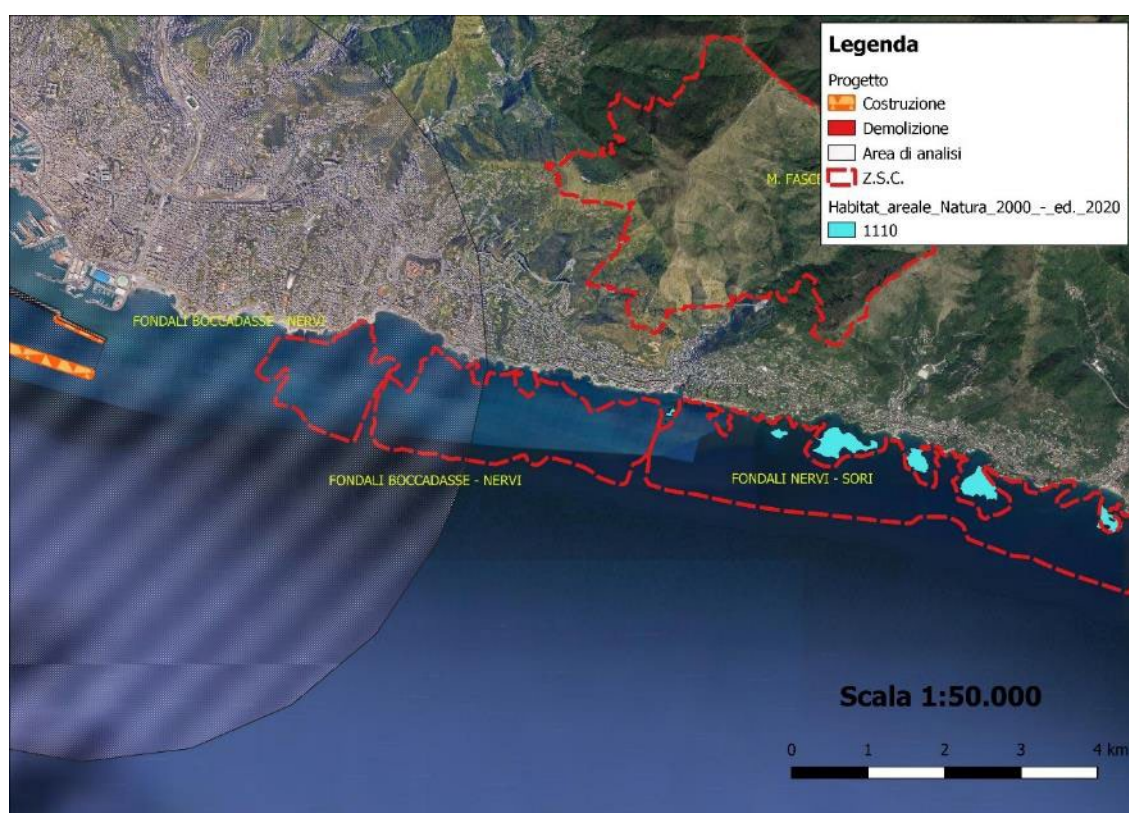 Legenda
Progetto
Costruzione
Demolizione
Area di analisi
Z.S.C.
Habitat_areale_Natura_2000_-_ed._2020
1110
M. FASCE
FONDALI BOCCADASSE - NERVI
FONDALI BOCCADASSE - NERVI
FONDALI NERVI - SORI
Scala 1:50.000
0 1 2 3 4 km